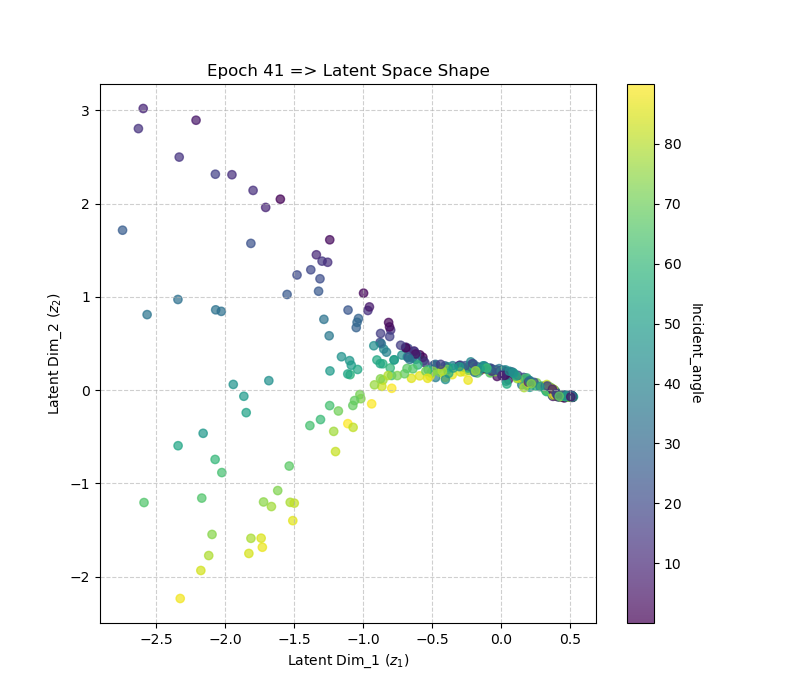 Epoch 41 => Latent Space Shape
3
2
1
0
−1
−2
Latent Dim_2 (z₂)
−2.5 −2.0 −1.5 −1.0 −0.5 0.0 0.5
Latent Dim_1 (z₁)
80
70
60
50
40
30
20
10
Incident_angle